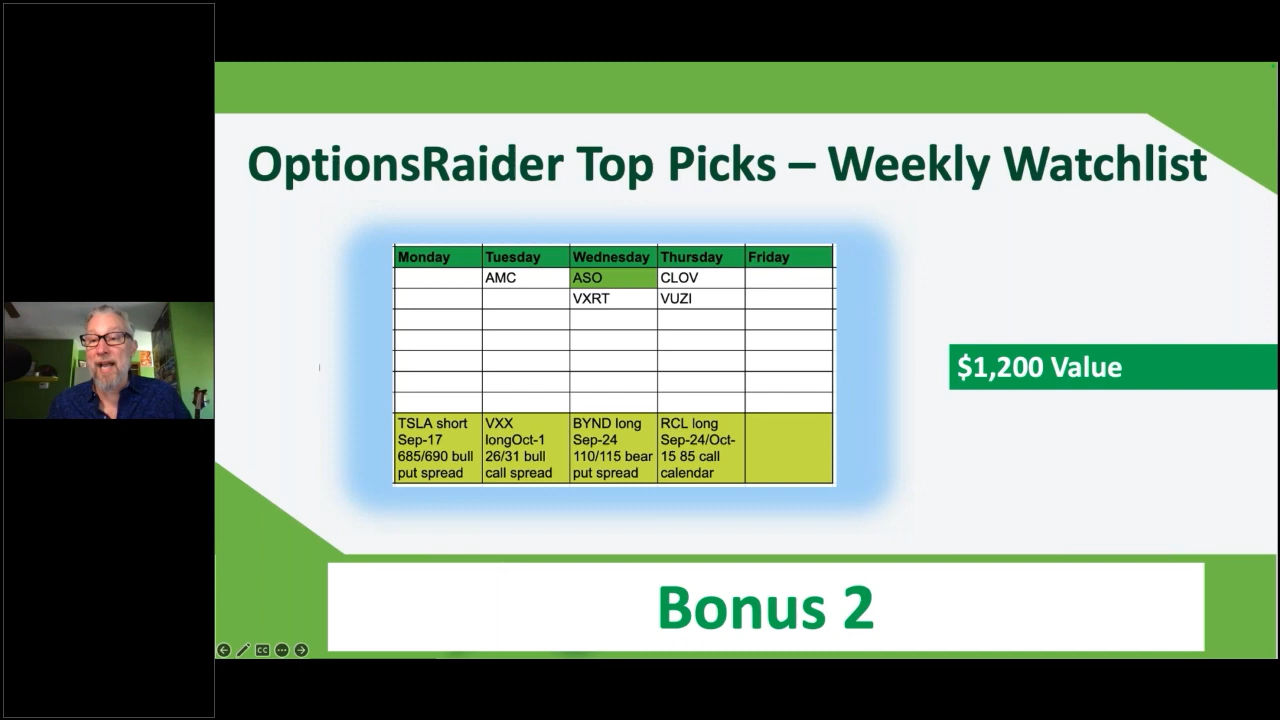 OptionsRaider Top Picks – Weekly Watchlist
Monday Tuesday Wednesday Thursday Friday
AMC ASO CLOV
VXRT VUZI
TSLA short
Sep-17
685/690 bull
put spread
VXX
longOct-1
26/31 bull
call spread
BYND long
Sep-24
110/115 bear
put spread
RCL long
Sep-24/Oct-
15 85 call
calendar
$1,200 Value
Bonus 2
CC